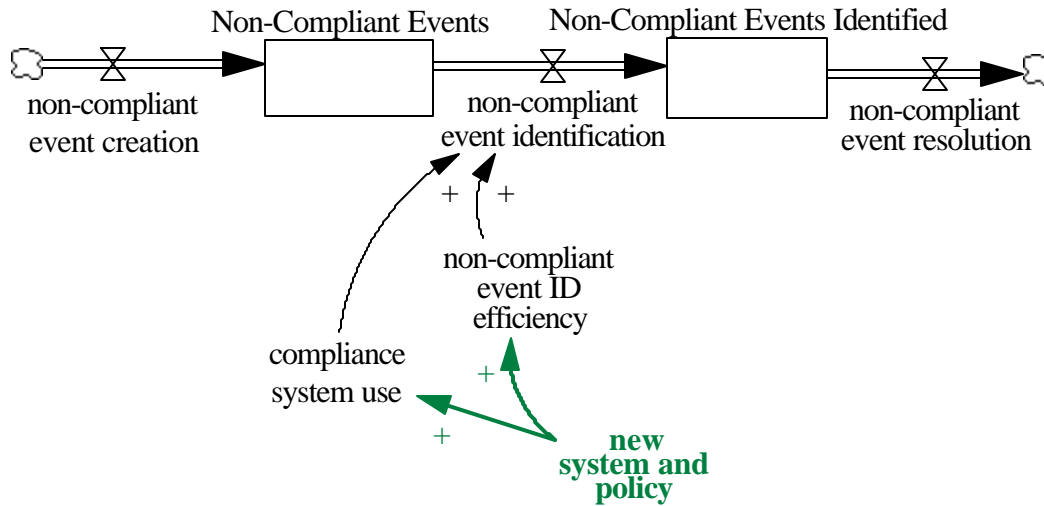 Non-Compliant Events
Non-Compliant Events Identified
non-compliant
event creation
non-compliant
event identification
non-compliant
event resolution
+
+
non-compliant
event ID
efficiency
compliance
system use
+
+
new
system and
policy